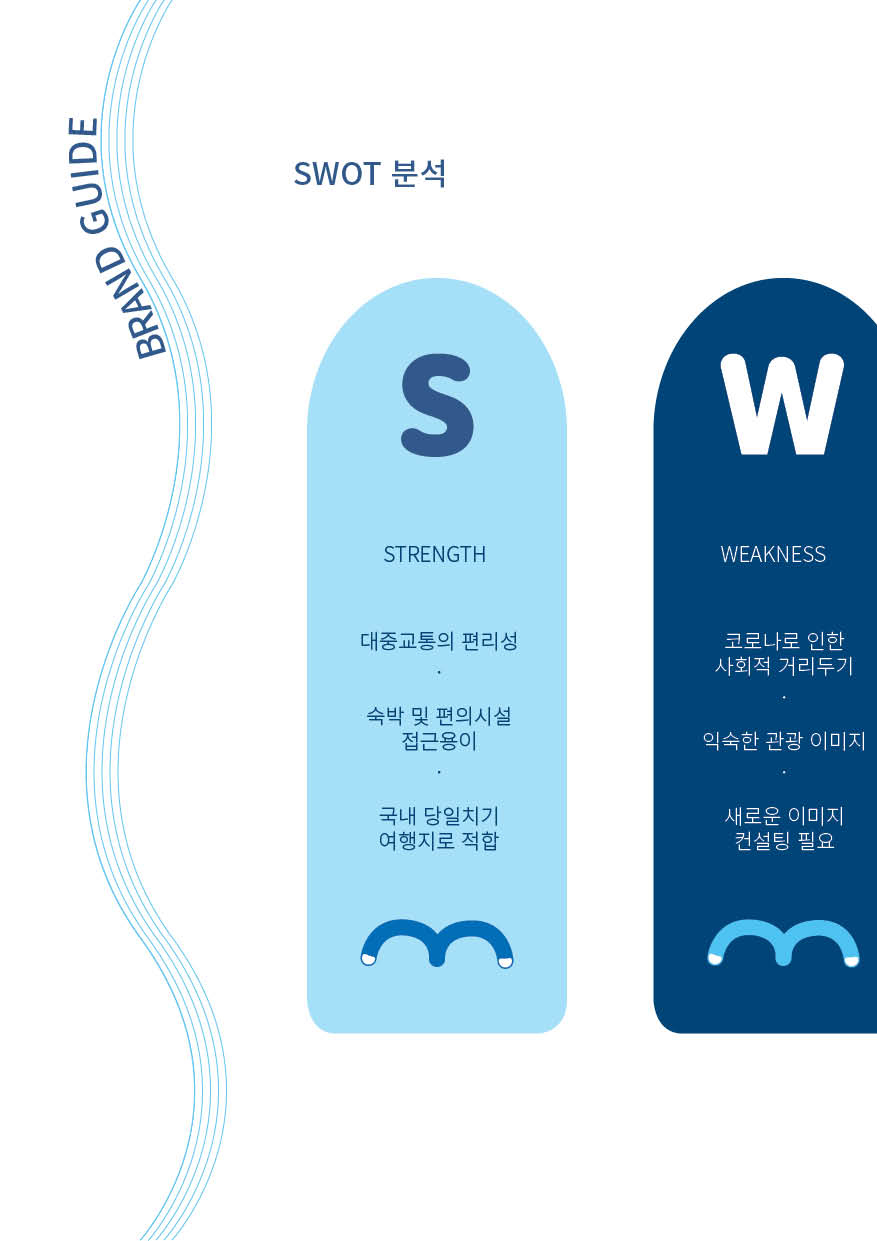 BRAND GUIDE
SWOT 분석
S
STRENGTH
대중교통의 편리성
·
숙박 및 편의시설
접근용이
·
국내 당일치기
여행지로 적합
W
WEAKNESS
코로나로 인한
사회적 거리두기
·
익숙한 관광 이미지
·
새로운 이미지
컨설팅 필요